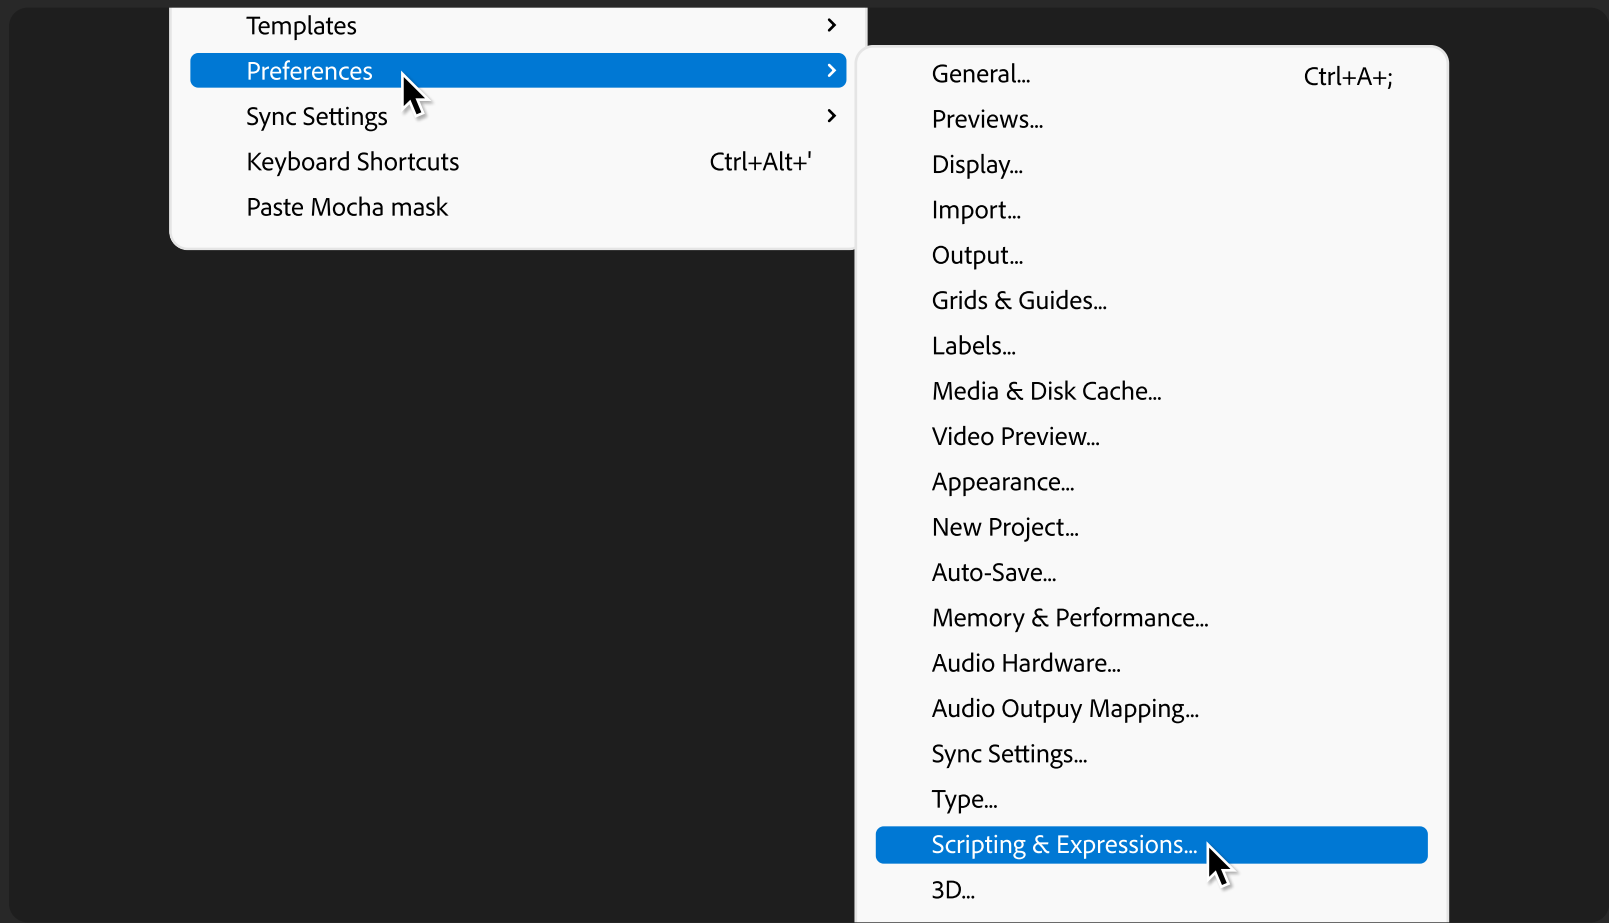 Templates
Preferences
Sync Settings
Keyboard Shortcuts Ctrl+Alt+'
Paste Mocha mask
General... Ctrl+A+;
Previews...
Display...
Import...
Output...
Grids & Guides...
Labels...
Media & Disk Cache...
Video Preview...
Appearance...
New Project...
Auto-Save...
Memory & Performance...
Audio Hardware...
Audio Outpuy Mapping...
Sync Settings...
Type...
Scripting & Expressions...
3D...